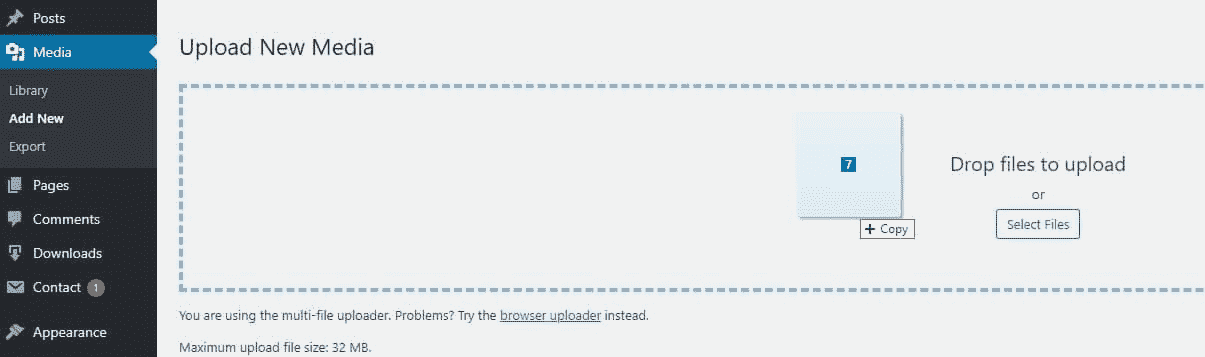 Posts
Media
Library
Add New
Export
Pages
Comments
Downloads
Contact 1
Appearance
Upload New Media
7
+ Copy
Drop files to upload
or
Select Files
You are using the multi-file uploader. Problems? Try the browser uploader instead.
Maximum upload file size: 32 MB.